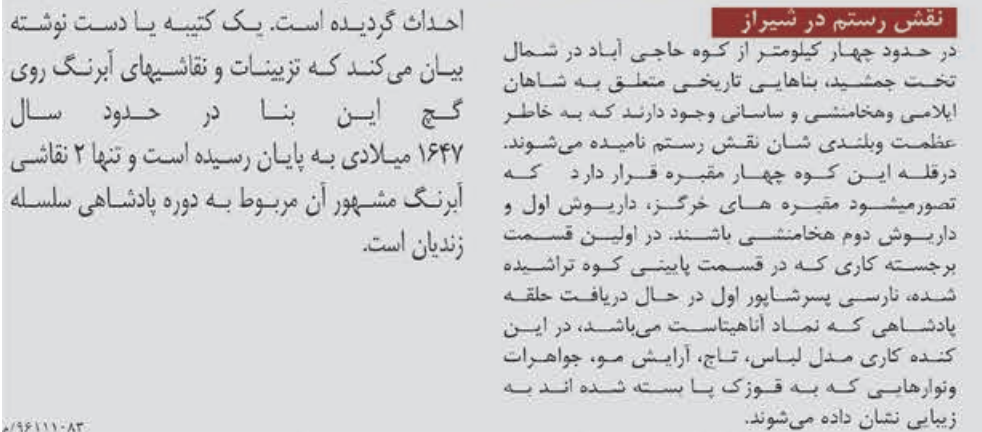 نقش رستم در شیراز
در حدود چهار کیلومتر از کوه حاجی آباد در شمال
تخت جمشید، بناهایی تاریخی متعلق به شاهان
ایلامی وهخامنشی و ساسانی وجود دارند که به خاطر
عظمت وبلندی شان نقش رستم نامیده می‌شوند.
درقله این کوه چهار مقبره قرار دارد که
تصورمیشود مقبره های خرگز، داریوش اول و
داریوش دوم هخامنشی باشند. در اولین قسمت
برجسته کاری که در قسمت پایینی کوه تراشیده
شده، نارسی پسرشاپور اول در حال دریافت حلقه
پادشاهی که نماد آناهیتاست می‌باشد، در این
کنده کاری مدل لباس، تاج، آرایش مو، جواهرات
ونوارهایی که به قوزک پا بسته شده اند به
زیبایی نشان داده می‌شوند.
احداث گردیده است. یک کتیبه یا دست نوشته
بیان می‌کند که تزیینات و نقاشیهای آبرنگ روی
گچ این بنا در حدود سال
۱۶۴۷ میلادی به پایان رسیده است و تنها ۲ نقاشی
آبرنگ مشهور آن مربوط به دوره پادشاهی سلسله
زندیان است.
۹۶۱۱۱۰۸۳/م